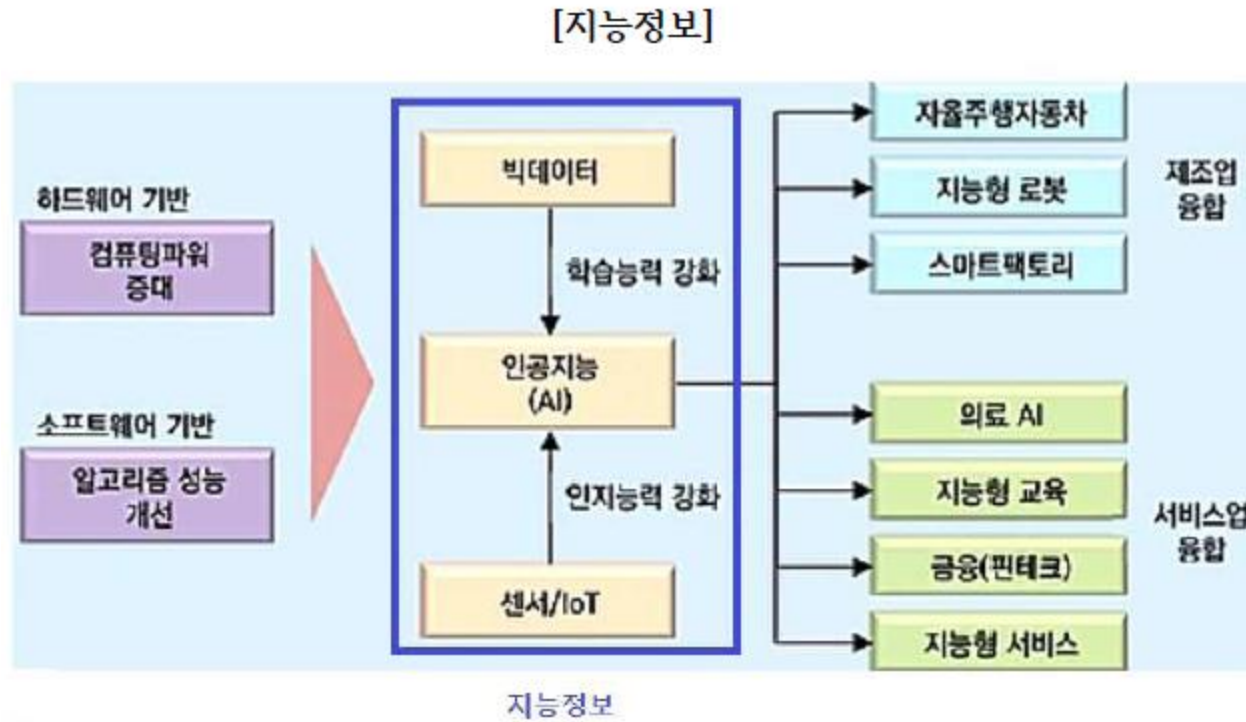 [지능정보]
하드웨어 기반
컴퓨팅파워
증대
소프트웨어 기반
알고리즘 성능
개선
빅데이터
학습능력 강화
인공지능
(AI)
인지능력 강화
센서/IoT
지능정보
자율주행자동차
지능형 로봇
스마트팩토리
제조업
융합
의료 AI
지능형 교육
금융(핀테크)
지능형 서비스
서비스업
융합